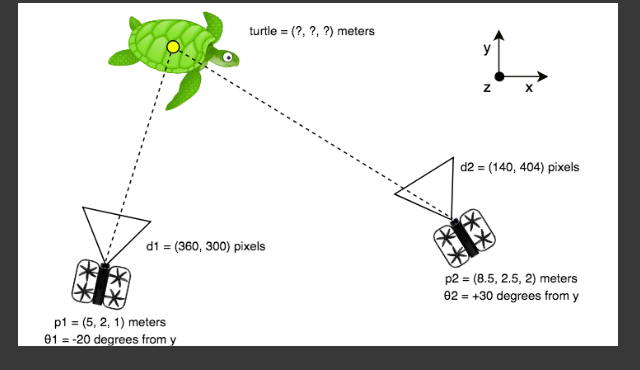 turtle = (?, ?, ?) meters
y
z
x
d2 = (140, 404) pixels
d1 = (360, 300) pixels
p2 = (8.5, 2.5, 2) meters
θ2 = +30 degrees from y
p1 = (5, 2, 1) meters
θ1 = -20 degrees from y